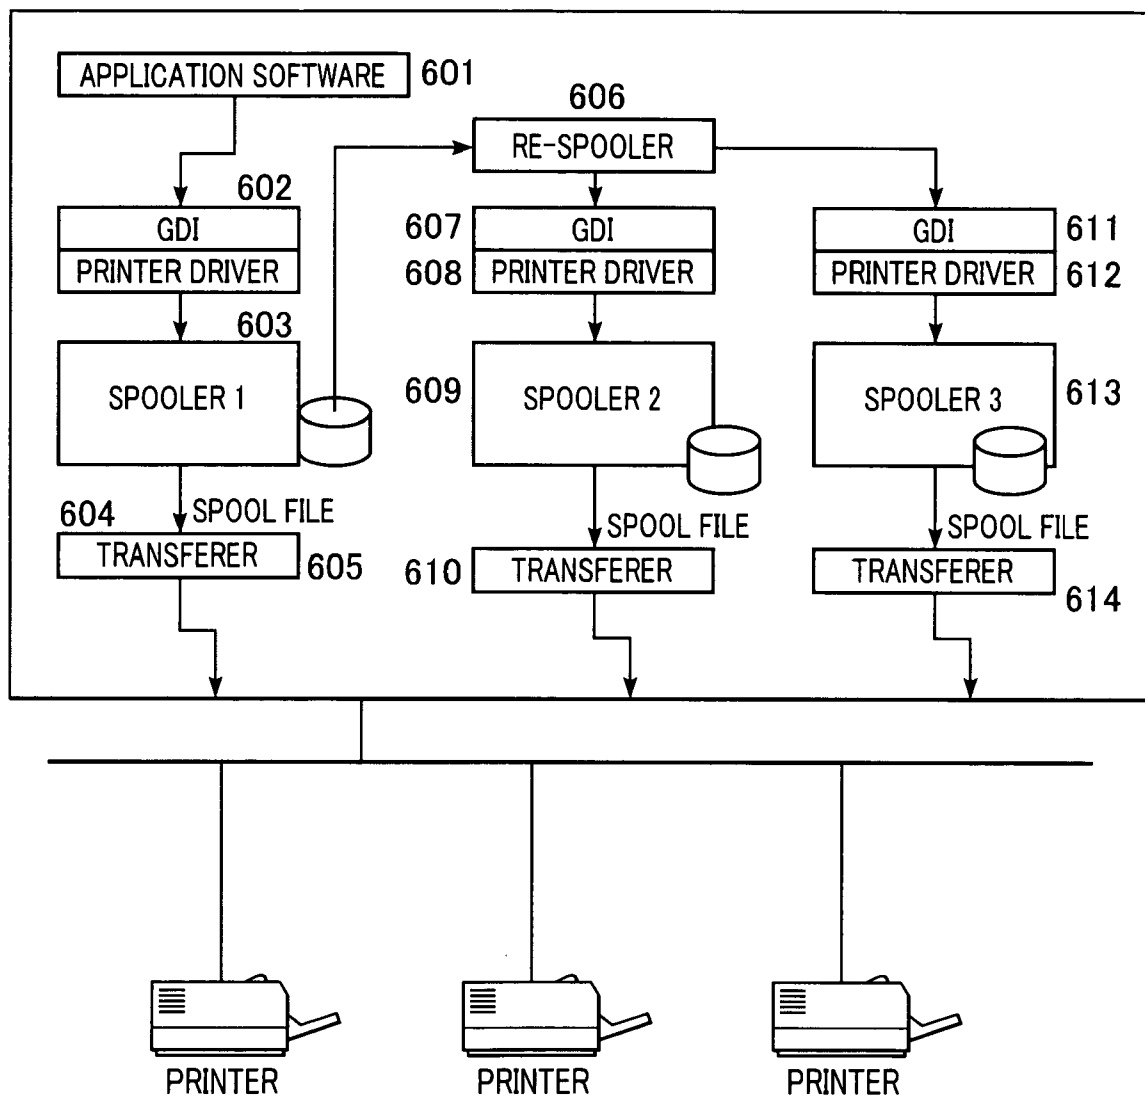 APPLICATION SOFTWARE 601
606
RE-SPOOLER
602
GDI
PRINTER DRIVER
607 GDI
608 PRINTER DRIVER
GDI 611
PRINTER DRIVER 612
603
SPOOLER 1
609 SPOOLER 2
SPOOLER 3 613
604 SPOOL FILE
TRANSFERER 605
SPOOL FILE
610 TRANSFERER
SPOOL FILE
TRANSFERER 614
PRINTER
PRINTER
PRINTER